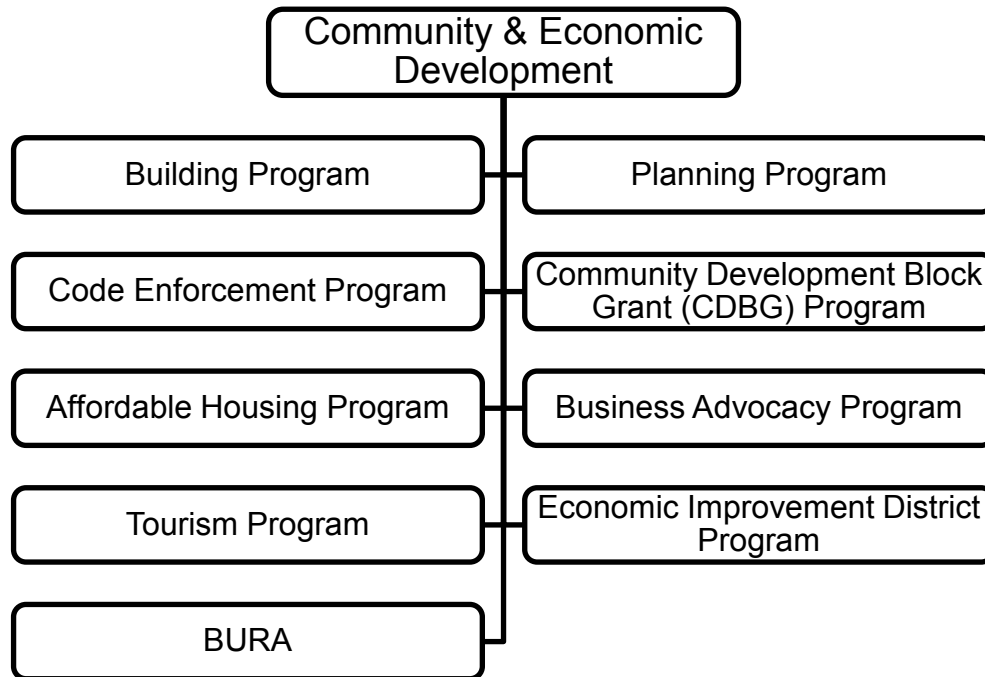 Community & Economic
Development
Building Program
Planning Program
Code Enforcement Program
Community Development Block
Grant (CDBG) Program
Affordable Housing Program
Business Advocacy Program
Tourism Program
Economic Improvement District
Program
BURA